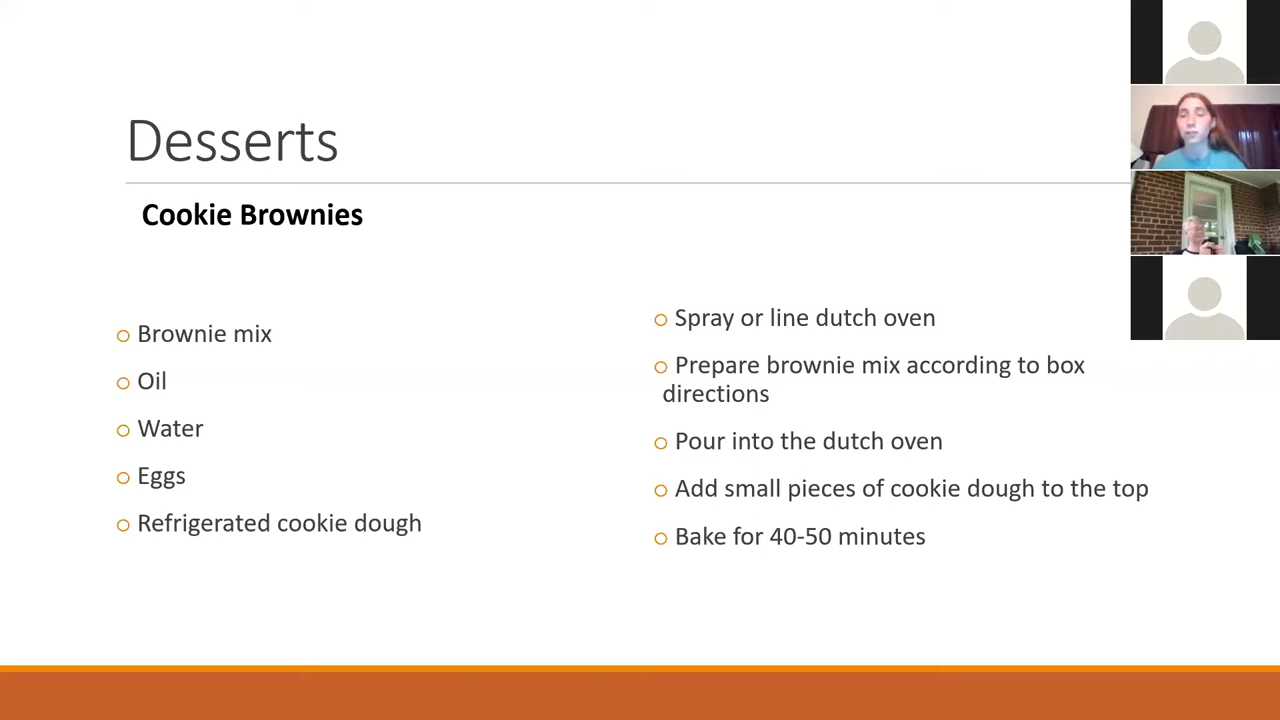 Desserts
Cookie Brownies
Brownie mix
Oil
Water
Eggs
Refrigerated cookie dough
Spray or line dutch oven
Prepare brownie mix according to box
directions
Pour into the dutch oven
Add small pieces of cookie dough to the top
Bake for 40-50 minutes